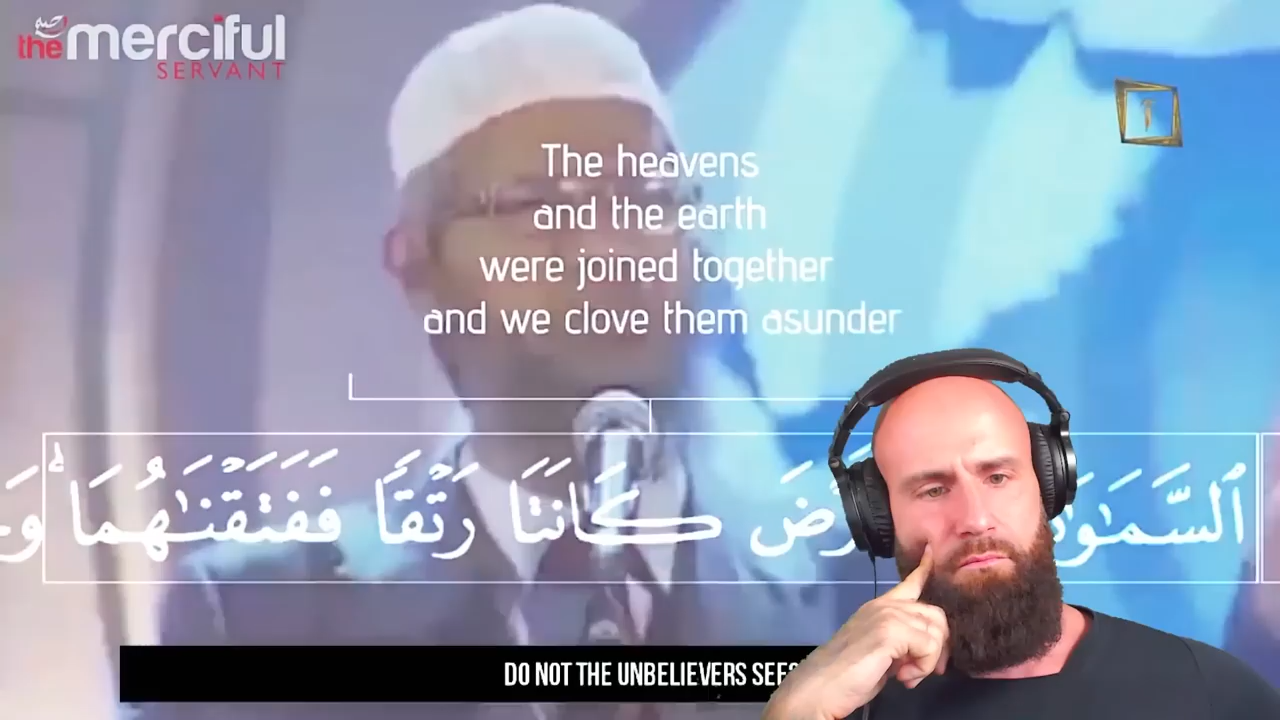 the merciful
SERVANT
The heavens
and the earth
were joined together
and we clove them asunder
كَانَتَا رَتْقًا فَفَتَقْنَٰهُمَا
DO NOT THE UNBELIEVERS SEE